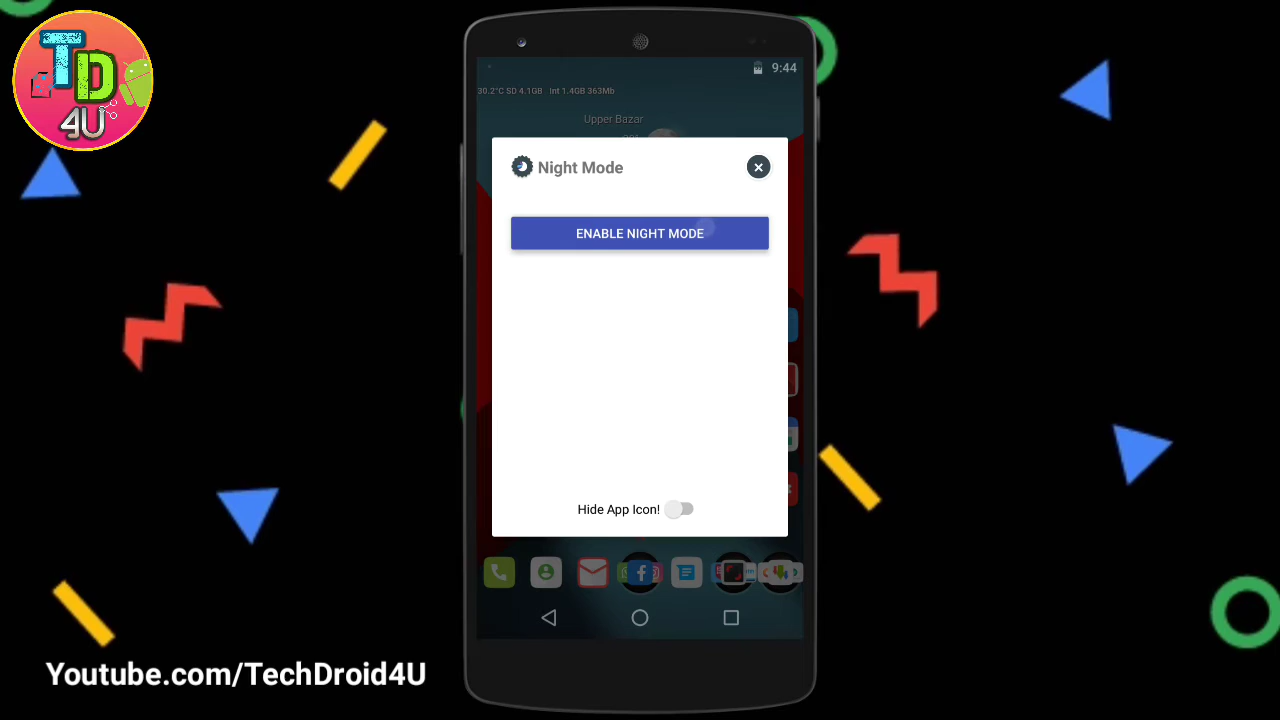 TD
4U
9:44
30.2°C SD 4.1GB Int 1.4GB 363Mb
Upper Bazar
Night Mode
ENABLE NIGHT MODE
Hide App Icon!
Youtube.com/TechDroid4U